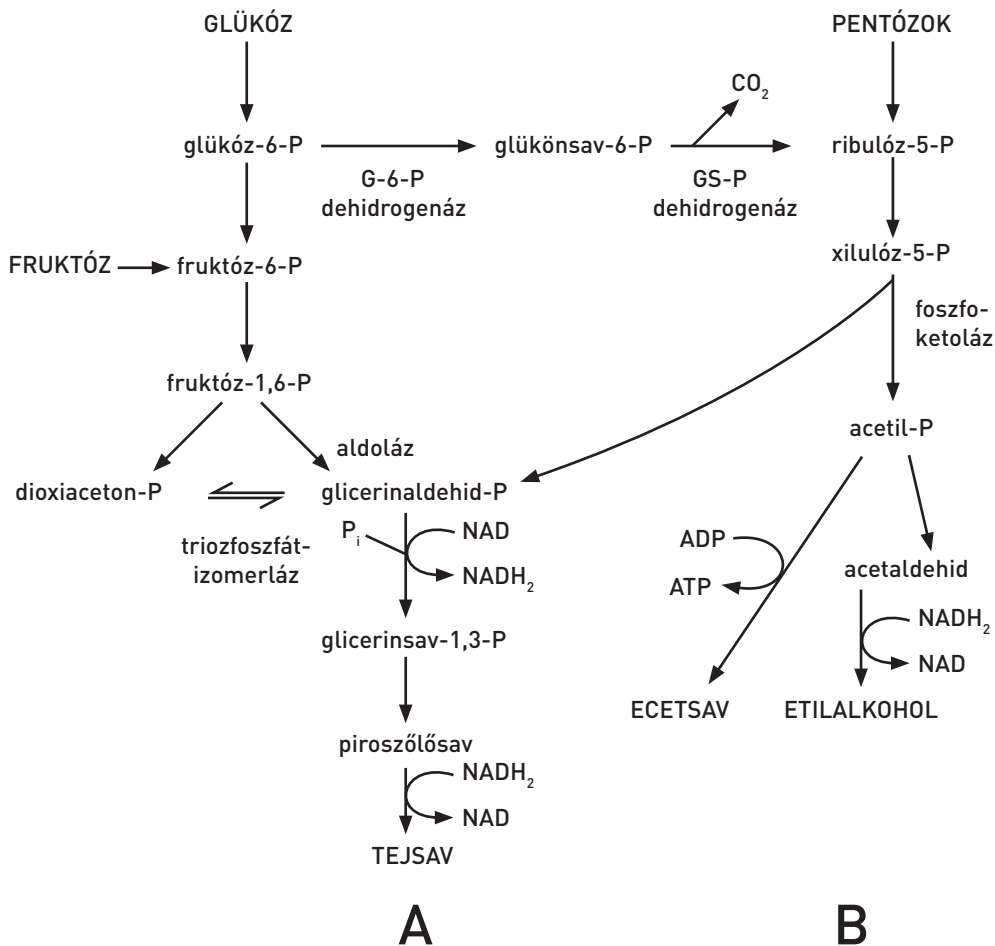 GLÜKÓZ
PENTÓZOK
CO2
glükóz-6-P
glükönsav-6-P
ribulóz-5-P
G-6-P
dehidrogenáz
GS-P
dehidrogenáz
FRUKTÓZ
fruktóz-6-P
xilulóz-5-P
foszfo-
ketoláz
fruktóz-1,6-P
acetil-P
aldoláz
dioxiaceton-P
glicerinaldehid-P
triozfoszfát-
izomerláz
Pi
NAD
NADH2
ADP
ATP
acetaldehid
NADH2
NAD
glicerinsav-1,3-P
ECETSAV
ETILALKOHOL
piroszőlősav
NADH2
NAD
TEJSAV
A
B